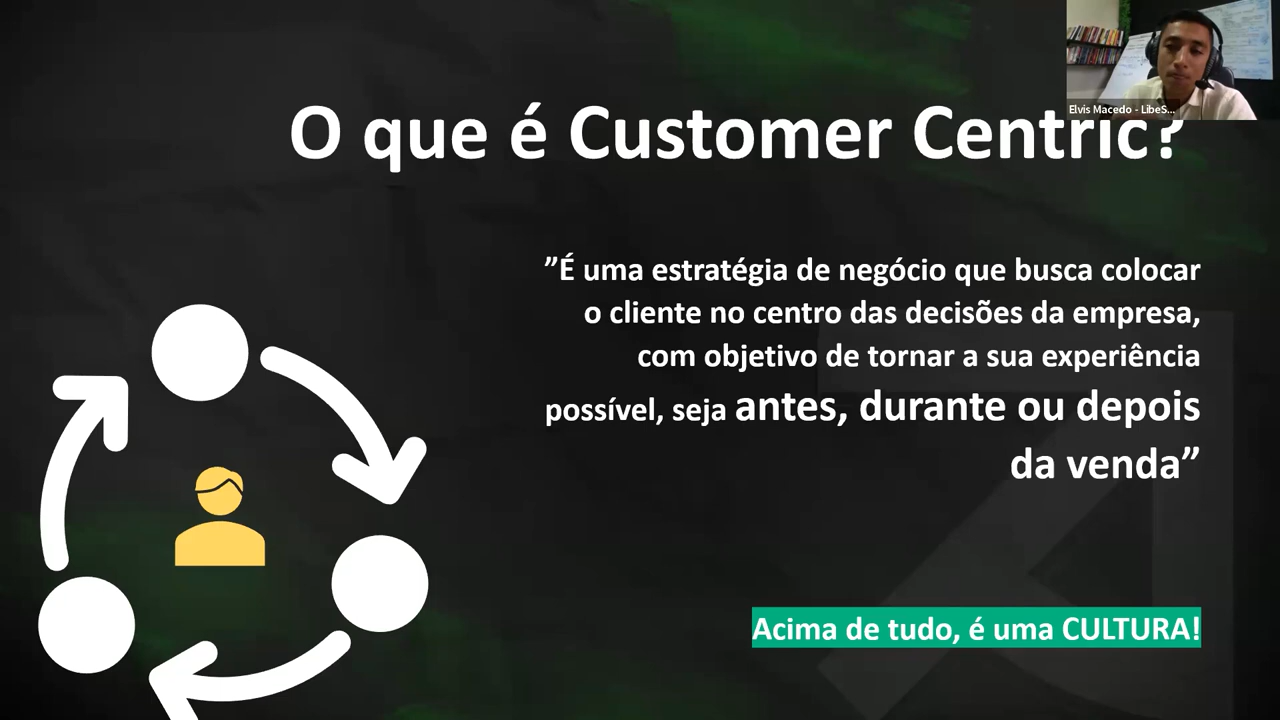 Elvis Macedo - LibeS...
O que é Customer Centric?
”É uma estratégia de negócio que busca colocar
o cliente no centro das decisões da empresa,
com objetivo de tornar a sua experiência
possível, seja antes, durante ou depois
da venda”
Acima de tudo, é uma CULTURA!